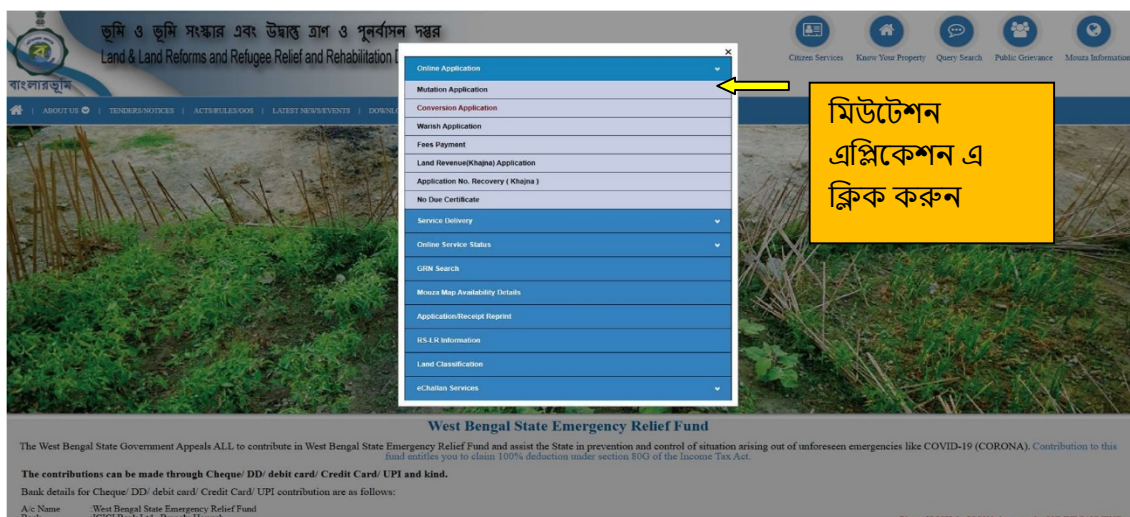 ভূমি ও ভূমি সংস্কার এবং উদ্বাস্তু ত্রাণ ও পুনর্বাসন দপ্তর
Land & Land Reforms and Refugee Relief and Rehabilitation
বাংলারভূমি
Citizen Services
Know Your Property
Query Search
Public Grievance
Mouza Information
ABOUT US | TENDERS/NOTICES | ACTS/RULES/GOS | LATEST NEWS/EVENTS |
×
Online Application
Mutation Application
Conversion Application
Warish Application
Fees Payment
Land Revenue(Khajna) Application
Application No. Recovery ( Khajna )
No Due Certificate
Service Delivery
Online Service Status
GRN Search
Mouza Map Availability Details
Application/Receipt Reprint
RS-LR Information
Land Classification
eChallan Services
মিউটেশন
এপ্লিকেশন এ
ক্লিক করুন
West Bengal State Emergency Relief Fund
The West Bengal State Government Appeals ALL to contribute in West Bengal State Emergency Relief Fund and assist the State in prevention and control of situation arising out of unforeseen emergencies like COVID-19 (CORONA). Contribution to this
fund entitles you to claim 100% deduction under section 80G of the Income Tax Act.
The contributions can be made through Cheque/ DD/ debit card/ Credit Card/ UPI and kind.
Bank details for Cheque/ DD/ debit card/ Credit Card/ UPI contribution are as follows:
A/c Name :West Bengal State Emergency Relief Fund